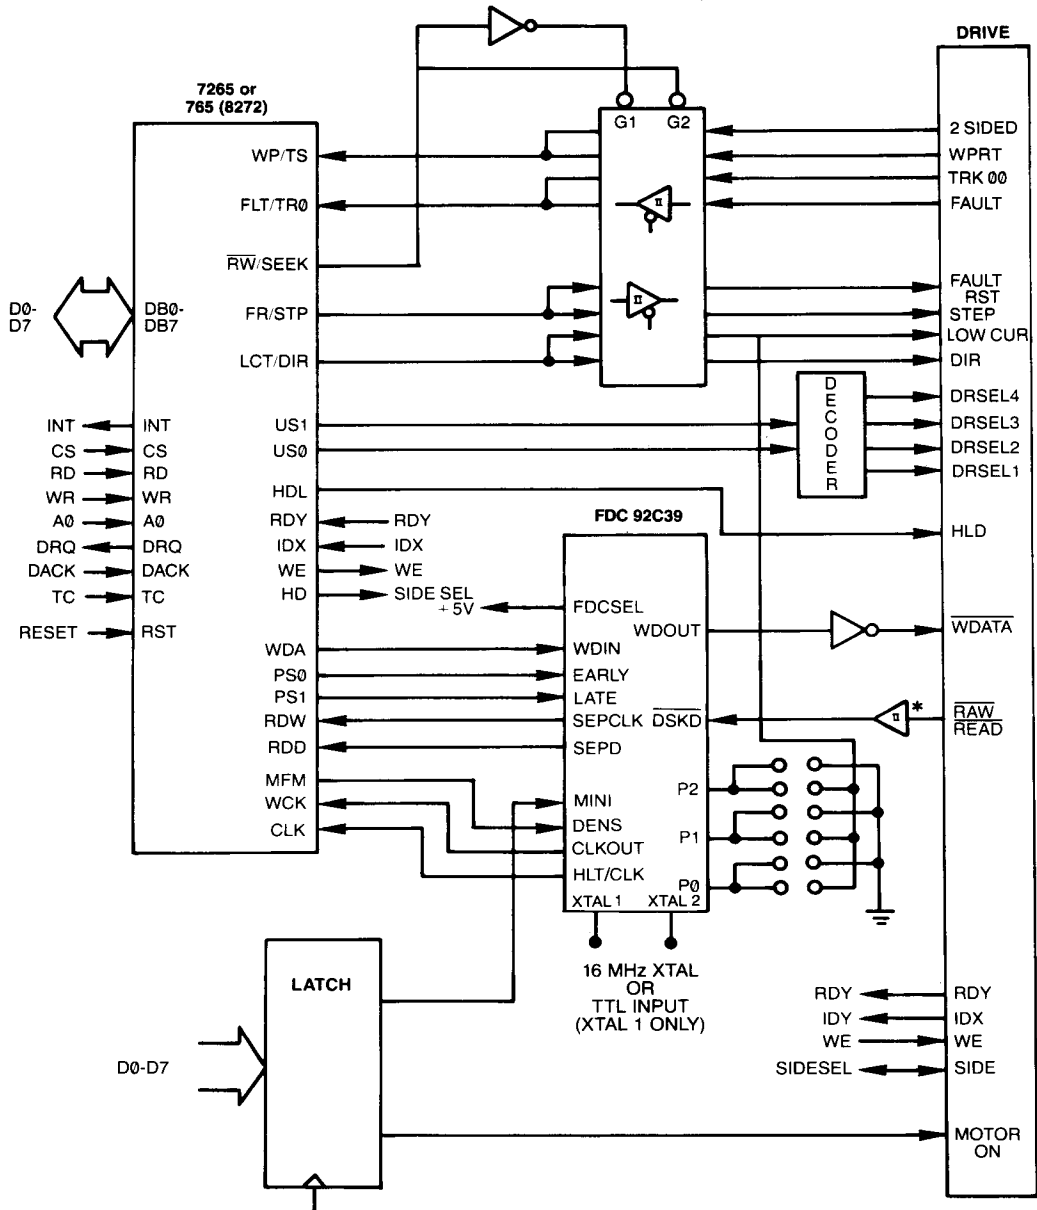 DRIVE
7265 or
765 (8272)
G1 G2
WP/TS
FLT/TR0
RW/SEEK
FR/STP
LCT/DIR
D0-
D7
DB0-
DB7
2 SIDED
WPRT
TRK 00
FAULT
FAULT
RST
STEP
LOW CUR
DIR
II
II
DECODER
DRSEL4
DRSEL3
DRSEL2
DRSEL1
US1
US0
HDL
HLD
INT INT
CS CS
RD RD
WR WR
A0 A0
DRQ DRQ
DACK DACK
TC TC
RESET RST
RDY RDY
IDX IDX
WE WE
HD SIDE SEL
+5V
FDC 92C39
FDCSEL
WDOUT
WDATA
WDA WDIN
PS0 EARLY
PS1 LATE
RDW SEPCLK DSKD
RDD SEPD
II *
RAW
READ
MFM
WCK
CLK
MINI
DENS
CLKOUT
HLT/CLK
P2
P1
P0
XTAL 1 XTAL 2
16 MHz XTAL
OR
TTL INPUT
(XTAL 1 ONLY)
LATCH
D0-D7
RDY RDY
IDY IDX
WE WE
SIDESEL SIDE
MOTOR
ON